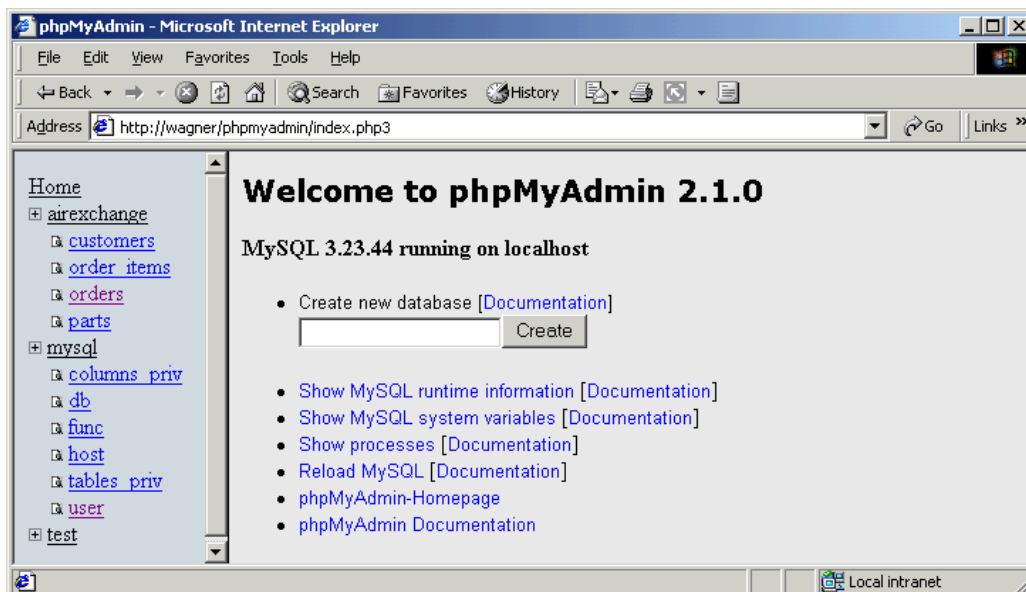 phpMyAdmin - Microsoft Internet Explorer
File Edit View Favorites Tools Help
Back Search Favorites History
Address http://wagner/phpmyadmin/index.php3 Go Links »
Home
airexchange
customers
order_items
orders
parts
mysql
columns_priv
db
func
host
tables_priv
user
test
Welcome to phpMyAdmin 2.1.0
MySQL 3.23.44 running on localhost
Create new database [Documentation]
Create
Show MySQL runtime information [Documentation]
Show MySQL system variables [Documentation]
Show processes [Documentation]
Reload MySQL [Documentation]
phpMyAdmin-Homepage
phpMyAdmin Documentation
Local intranet